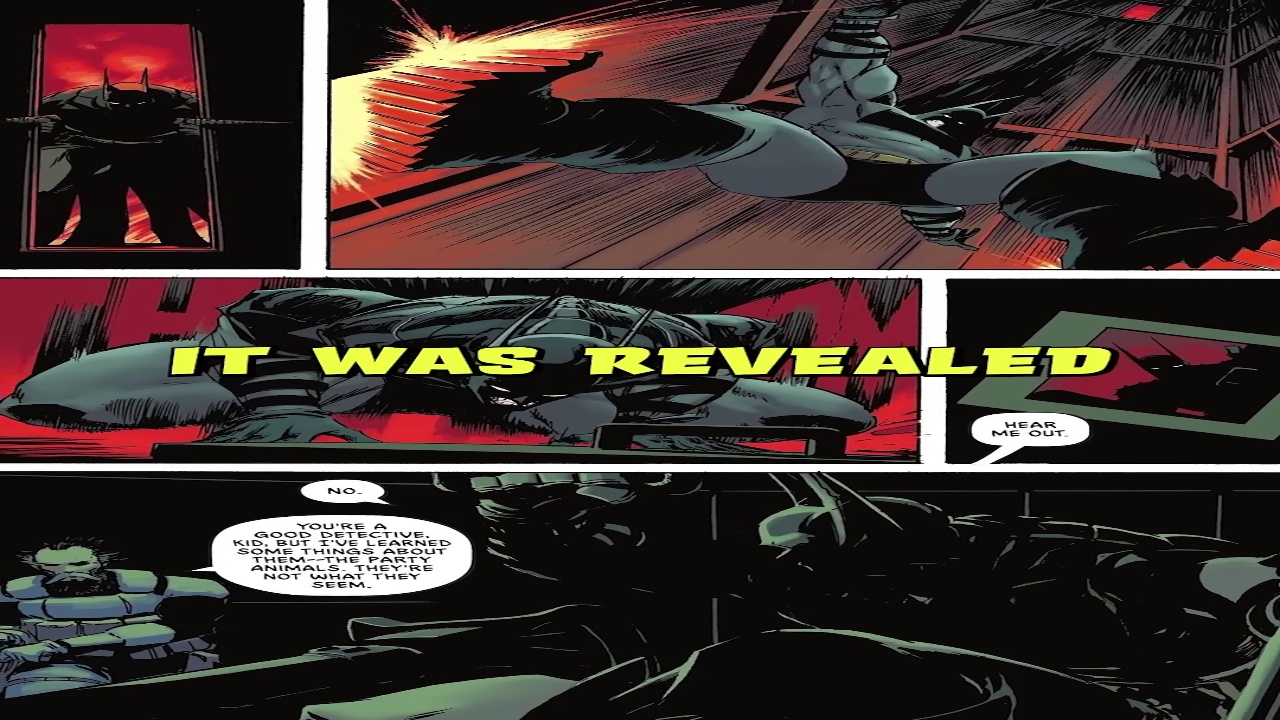 IT WAS REVEALED
HEAR
ME OUT.
NO.
YOU'RE A
GOOD DETECTIVE,
KID, BUT I'VE LEARNED
SOME THINGS ABOUT
THEM--THE PARTY
ANIMALS. THEY'RE
NOT WHAT THEY
SEEM.